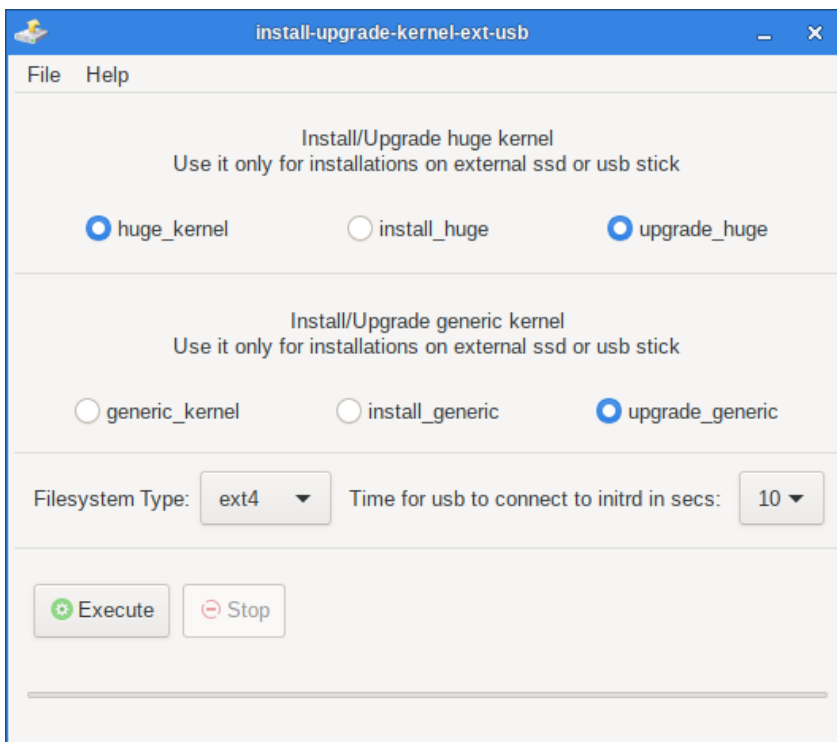 install-upgrade-kernel-ext-usb
File Help
Install/Upgrade huge kernel
Use it only for installations on external ssd or usb stick
huge_kernel install_huge upgrade_huge
Install/Upgrade generic kernel
Use it only for installations on external ssd or usb stick
generic_kernel install_generic upgrade_generic
Filesystem Type: ext4 Time for usb to connect to initrd in secs: 10
Execute Stop